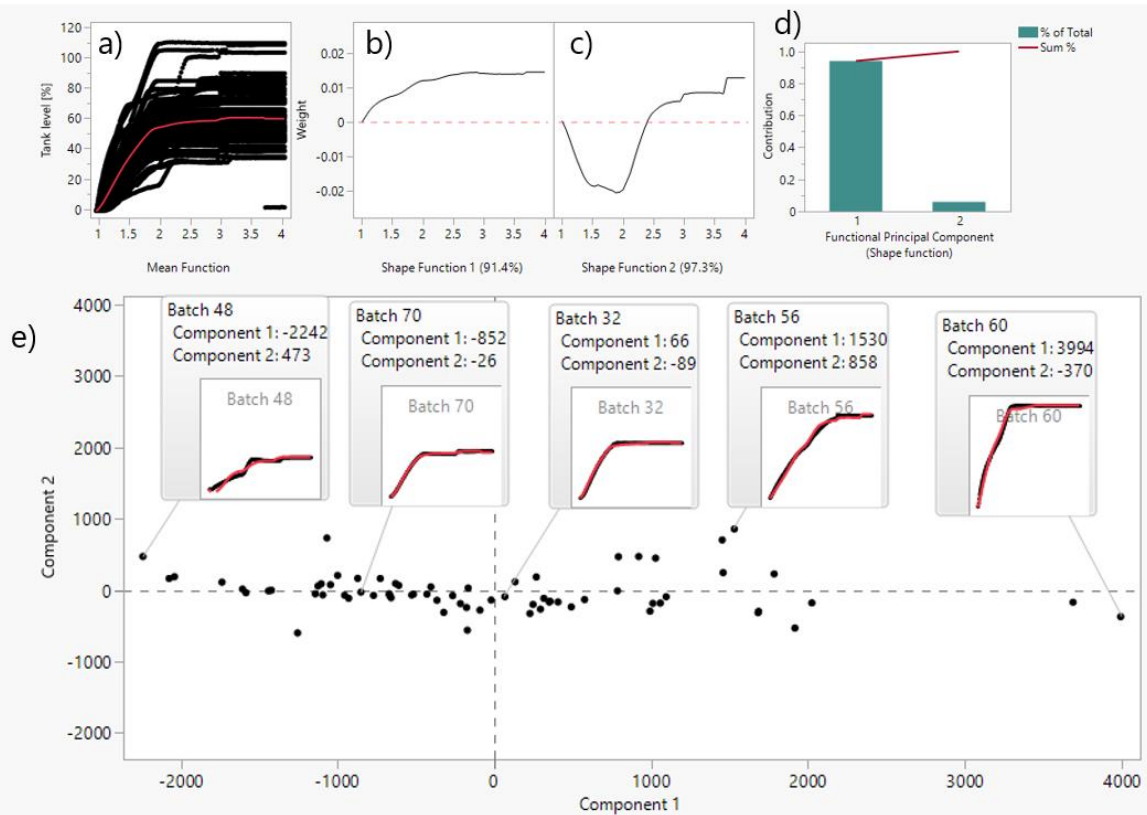 a)
b)
c)
d)
e)
120
100
80
60
40
20
0
Tank level [%]
1 1.5 2 2.5 3 3.5 4
Mean Function
0.02
0.01
0
-0.01
-0.02
Weight
1 1.5 2 2.5 3 3.5 4
Shape Function 1 (91.4%)
1 1.5 2 2.5 3 3.5 4
Shape Function 2 (97.3%)
1.0
0.8
0.6
0.4
0.2
0
Contribution
1 2
Functional Principal Component
(Shape function)
% of Total
Sum %
4000
3000
2000
1000
0
-1000
-2000
Component 2
Batch 48
Component 1: -2242
Component 2: 473
Batch 48
Batch 70
Component 1: -852
Component 2: -26
Batch 70
Batch 32
Component 1: 66
Component 2: -89
Batch 32
Batch 56
Component 1: 1530
Component 2: 858
Batch 56
Batch 60
Component 1: 3994
Component 2: -370
Batch 60
-2000 -1000 0 1000 2000 3000 4000
Component 1